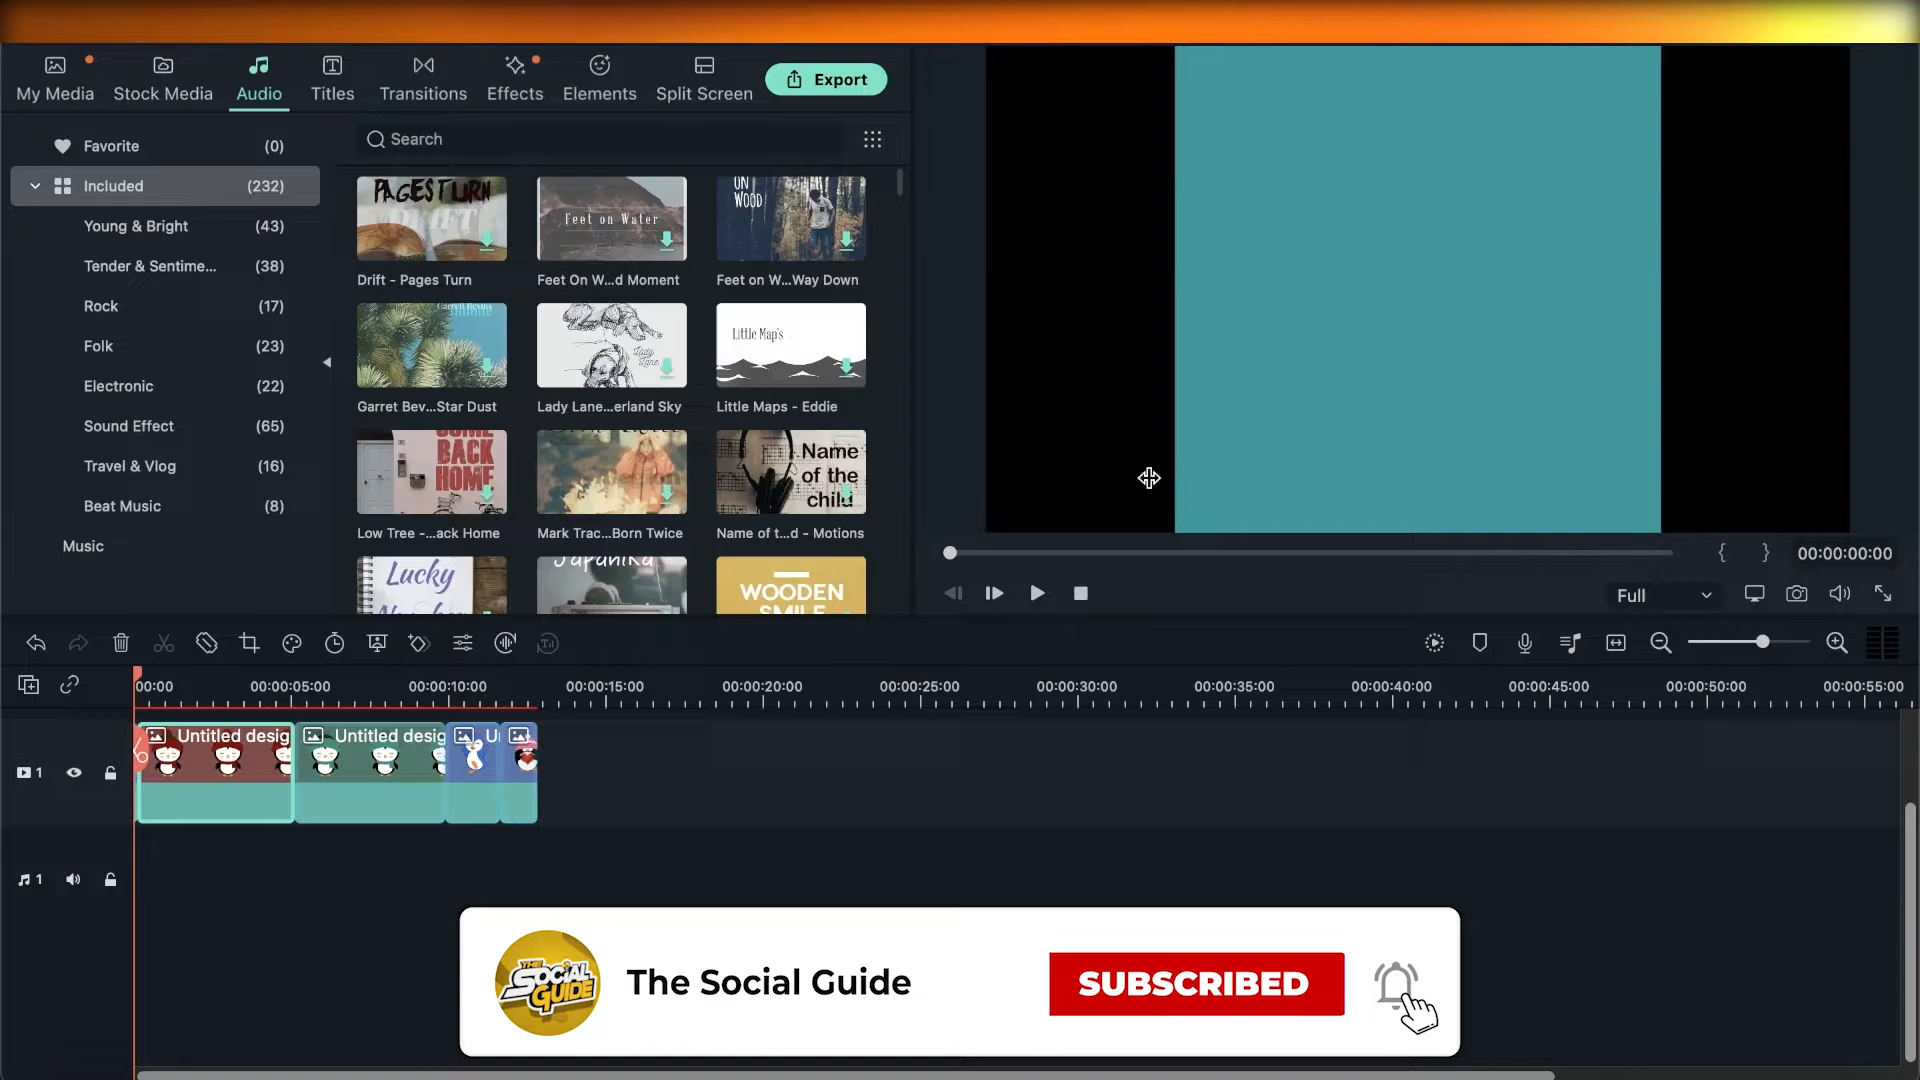 My Media
Stock Media
Audio
Titles
Transitions
Effects
Elements
Split Screen
Export
Favorite (0)
Included (232)
Young & Bright (43)
Tender & Sentime... (38)
Rock (17)
Folk (23)
Electronic (22)
Sound Effect (65)
Travel & Vlog (16)
Beat Music (8)
Music
Search
PAGES TURN
Feet on Water
ON
WOOD
Drift - Pages Turn
Feet On W...d Moment
Feet on W...Way Down
Garrett Bevins
Infinite
Lady
Lane
Little Map's
Garret Bev...Star Dust
Lady Lane...erland Sky
Little Maps - Eddie
COME
BACK
HOME
Name
of the
child
Low Tree -...ack Home
Mark Trac...Born Twice
Name of t...d - Motions
Lucky
Number
Japanika
WOODEN
SMILE
{ } 00:00:00:00
Full
00:00
00:00:05:00
00:00:10:00
00:00:15:00
00:00:20:00
00:00:25:00
00:00:30:00
00:00:35:00
00:00:40:00
00:00:45:00
00:00:50:00
00:00:55:00
Untitled desig
Untitled desig
U
1
1
THE
SOCIAL
GUIDE
The Social Guide
SUBSCRIBED